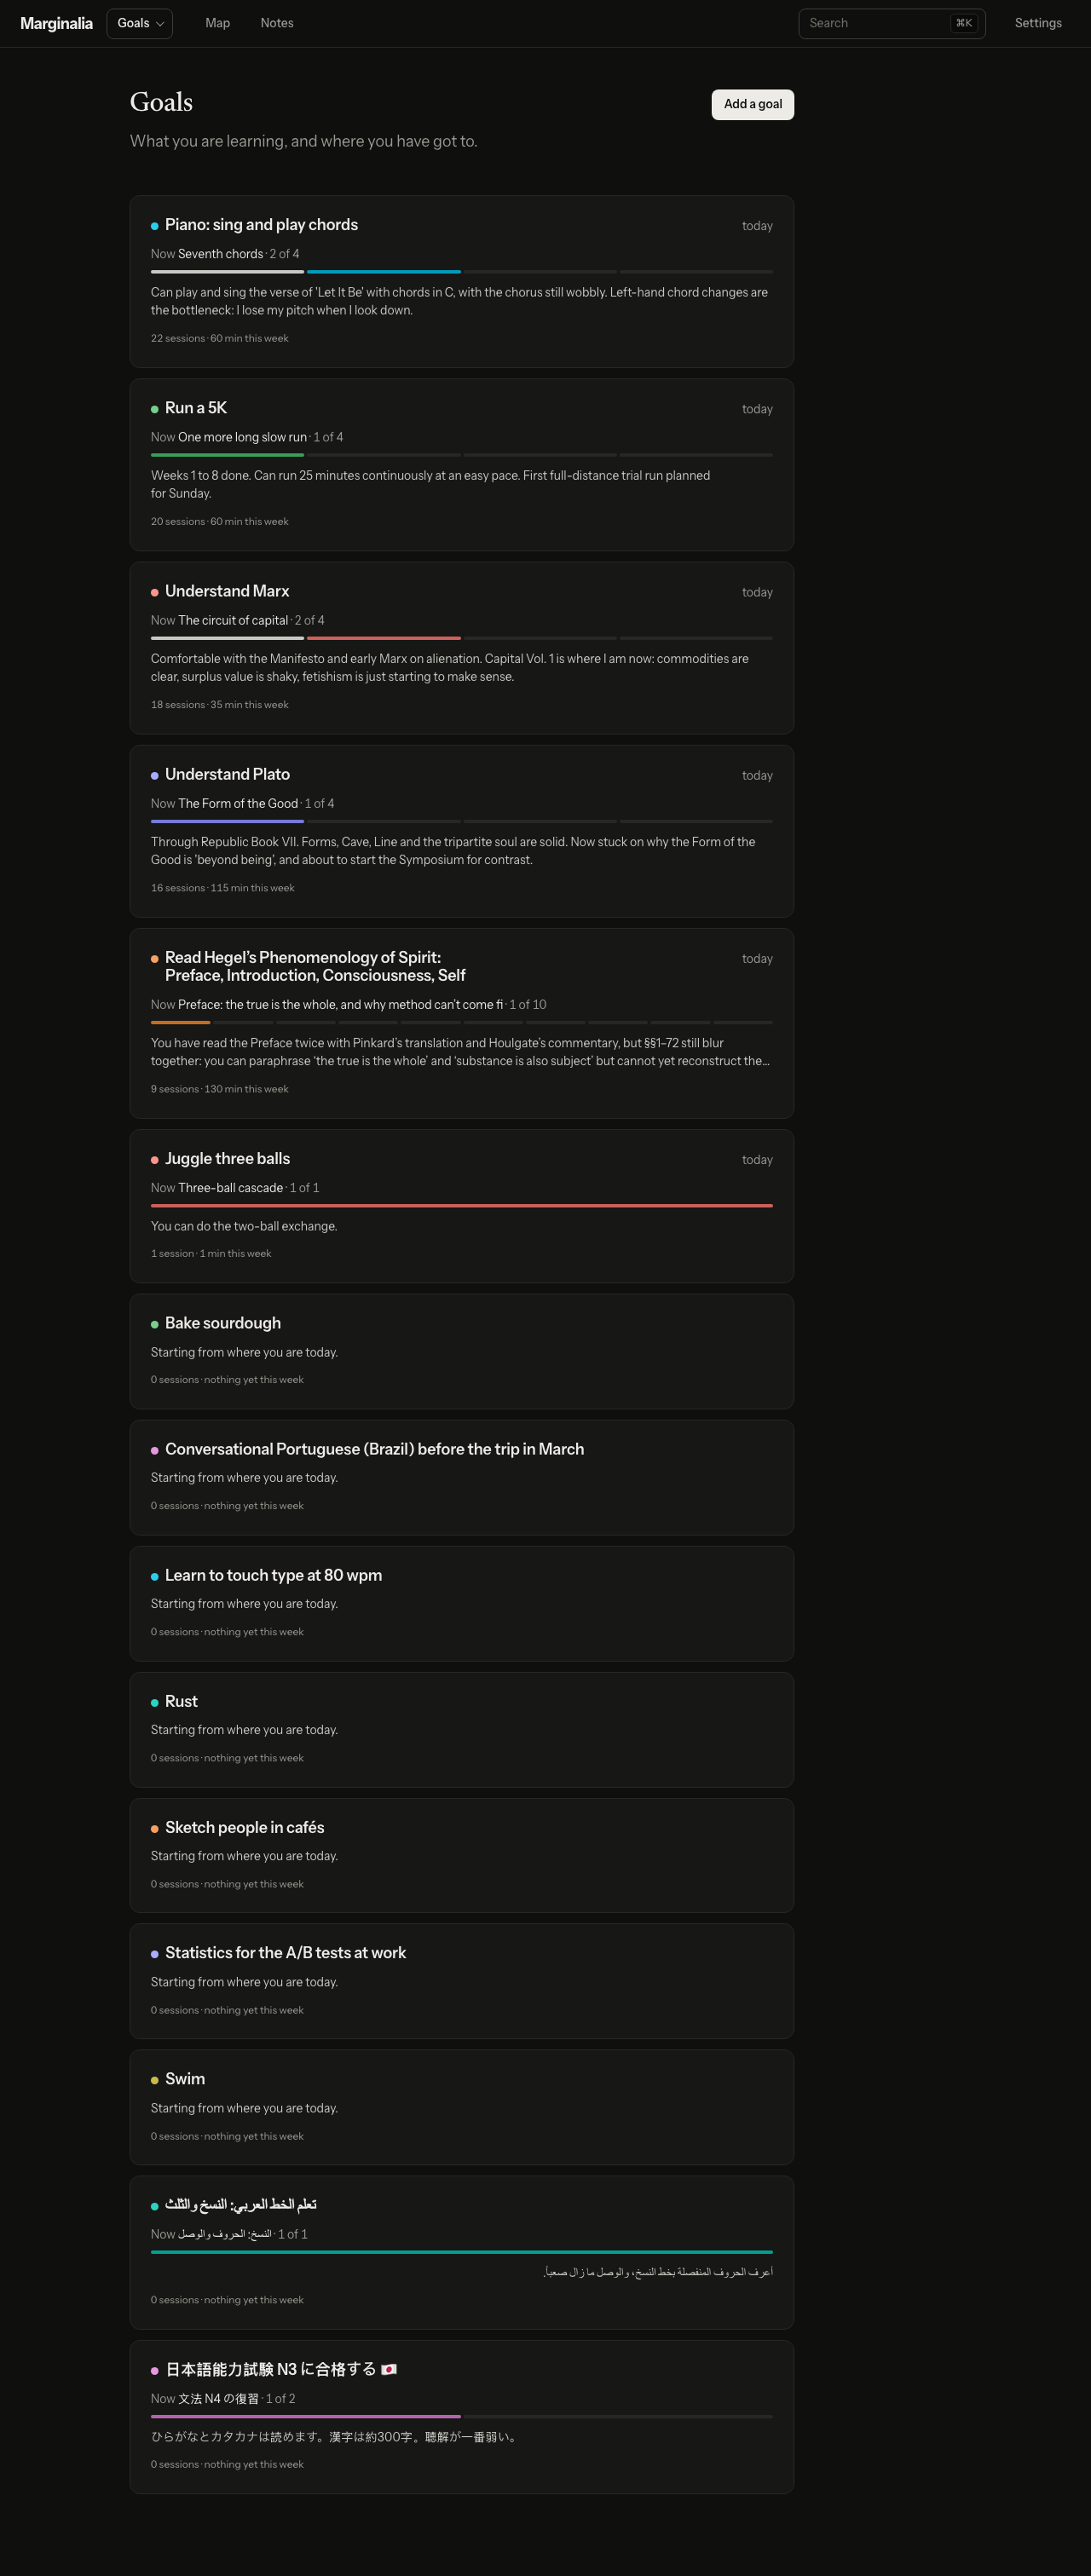 Marginalia
Goals
Map
Notes
Search
⌘K
Settings
Goals
Add a goal
What you are learning, and where you have got to.
Piano: sing and play chords
today
Now Seventh chords · 2 of 4
Can play and sing the verse of 'Let It Be' with chords in C, with the chorus still wobbly. Left-hand chord changes are
the bottleneck: I lose my pitch when I look down.
22 sessions · 60 min this week
Run a 5K
today
Now One more long slow run · 1 of 4
Weeks 1 to 8 done. Can run 25 minutes continuously at an easy pace. First full-distance trial run planned
for Sunday.
20 sessions · 60 min this week
Understand Marx
today
Now The circuit of capital · 2 of 4
Comfortable with the Manifesto and early Marx on alienation. Capital Vol. 1 is where I am now: commodities are
clear, surplus value is shaky, fetishism is just starting to make sense.
18 sessions · 35 min this week
Understand Plato
today
Now The Form of the Good · 1 of 4
Through Republic Book VII. Forms, Cave, Line and the tripartite soul are solid. Now stuck on why the Form of the
Good is 'beyond being', and about to start the Symposium for contrast.
16 sessions · 115 min this week
Read Hegel’s Phenomenology of Spirit:
Preface, Introduction, Consciousness, Self
today
Now Preface: the true is the whole, and why method can’t come fi · 1 of 10
You have read the Preface twice with Pinkard’s translation and Houlgate’s commentary, but §§1–72 still blur
together: you can paraphrase ‘the true is the whole’ and ‘substance is also subject’ but cannot yet reconstruct the…
9 sessions · 130 min this week
Juggle three balls
today
Now Three-ball cascade · 1 of 1
You can do the two-ball exchange.
1 session · 1 min this week
Bake sourdough
Starting from where you are today.
0 sessions · nothing yet this week
Conversational Portuguese (Brazil) before the trip in March
Starting from where you are today.
0 sessions · nothing yet this week
Learn to touch type at 80 wpm
Starting from where you are today.
0 sessions · nothing yet this week
Rust
Starting from where you are today.
0 sessions · nothing yet this week
Sketch people in cafés
Starting from where you are today.
0 sessions · nothing yet this week
Statistics for the A/B tests at work
Starting from where you are today.
0 sessions · nothing yet this week
Swim
Starting from where you are today.
0 sessions · nothing yet this week
تعلم الخط العربي: النسخ والثلث
Now النسخ: الحروف والوصل · 1 of 1
أعرف الحروف المنفصلة بخط النسخ، والوصل ما زال صعباً.
0 sessions · nothing yet this week
日本語能力試験 N3 に合格する 🇯🇵
Now 文法 N4 の復習 · 1 of 2
ひらがなとカタカナは読めます。漢字は約300字。聴解が一番弱い。
0 sessions · nothing yet this week